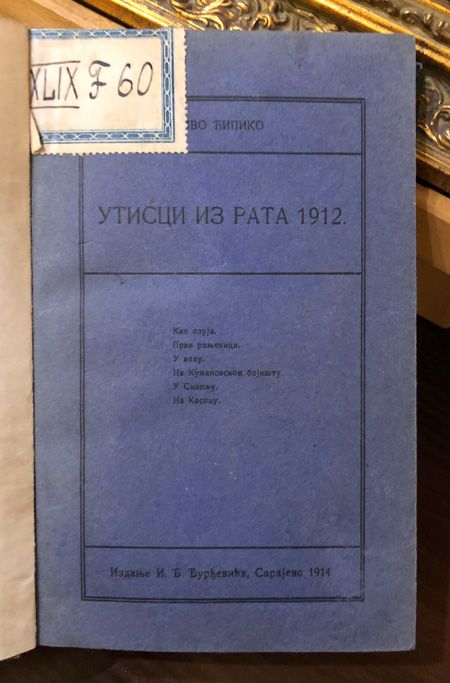 XLIX F 60
ВО ЋИПИКО
УТИСЦИ ИЗ РАТА 1912.
Као олуја.
Први рањеници.
У возу.
На Кумановском бојишту.
У Скопљу.
На Косову.
Издање И. Ђ Ђурђевића, Сарајево 1914